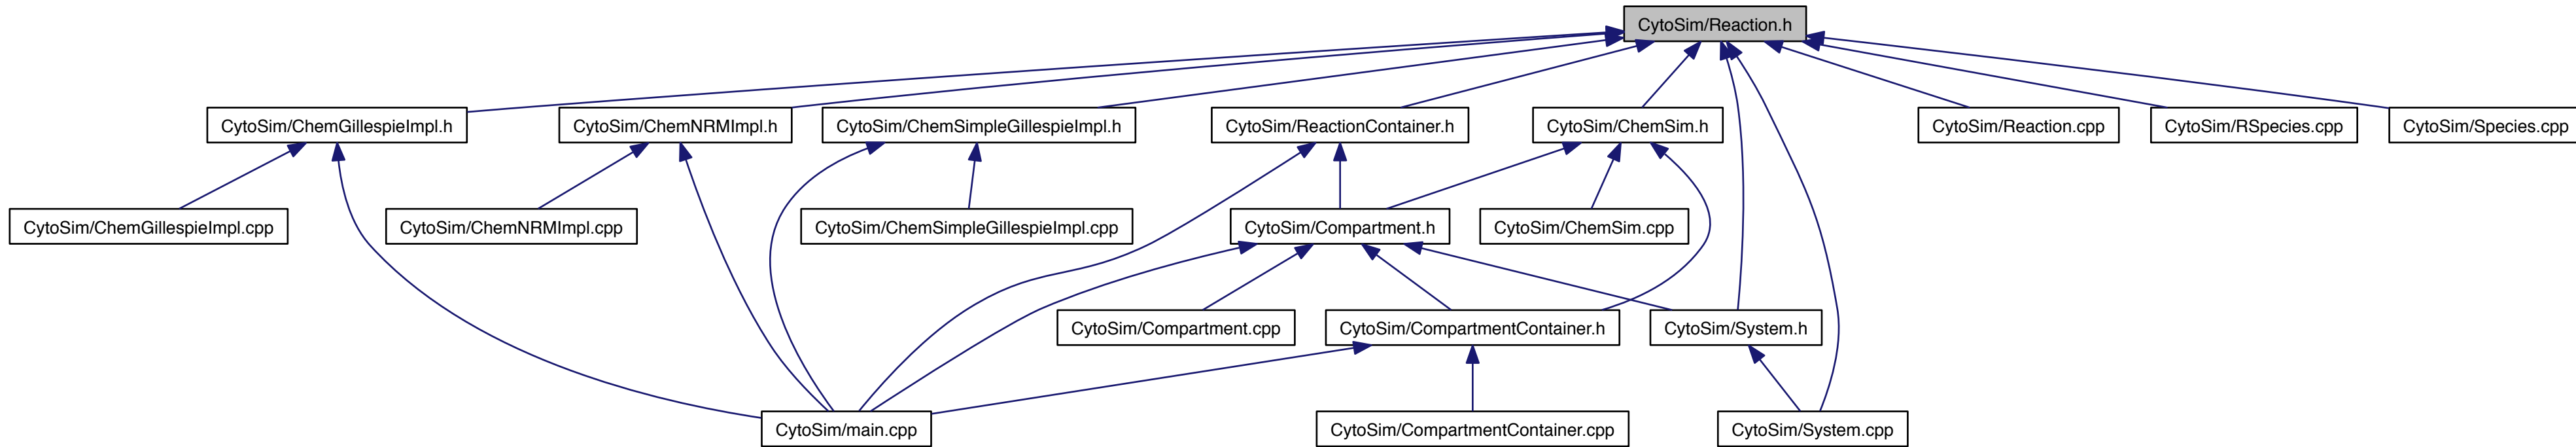 CytoSim/Reaction.h
CytoSim/ChemGillespieImpl.h
CytoSim/ChemNRMImpl.h
CytoSim/ChemSimpleGillespieImpl.h
CytoSim/ReactionContainer.h
CytoSim/ChemSim.h
CytoSim/Reaction.cpp
CytoSim/RSpecies.cpp
CytoSim/Species.cpp
CytoSim/ChemGillespieImpl.cpp
CytoSim/ChemNRMImpl.cpp
CytoSim/ChemSimpleGillespieImpl.cpp
CytoSim/Compartment.h
CytoSim/ChemSim.cpp
CytoSim/Compartment.cpp
CytoSim/CompartmentContainer.h
CytoSim/System.h
CytoSim/main.cpp
CytoSim/CompartmentContainer.cpp
CytoSim/System.cpp